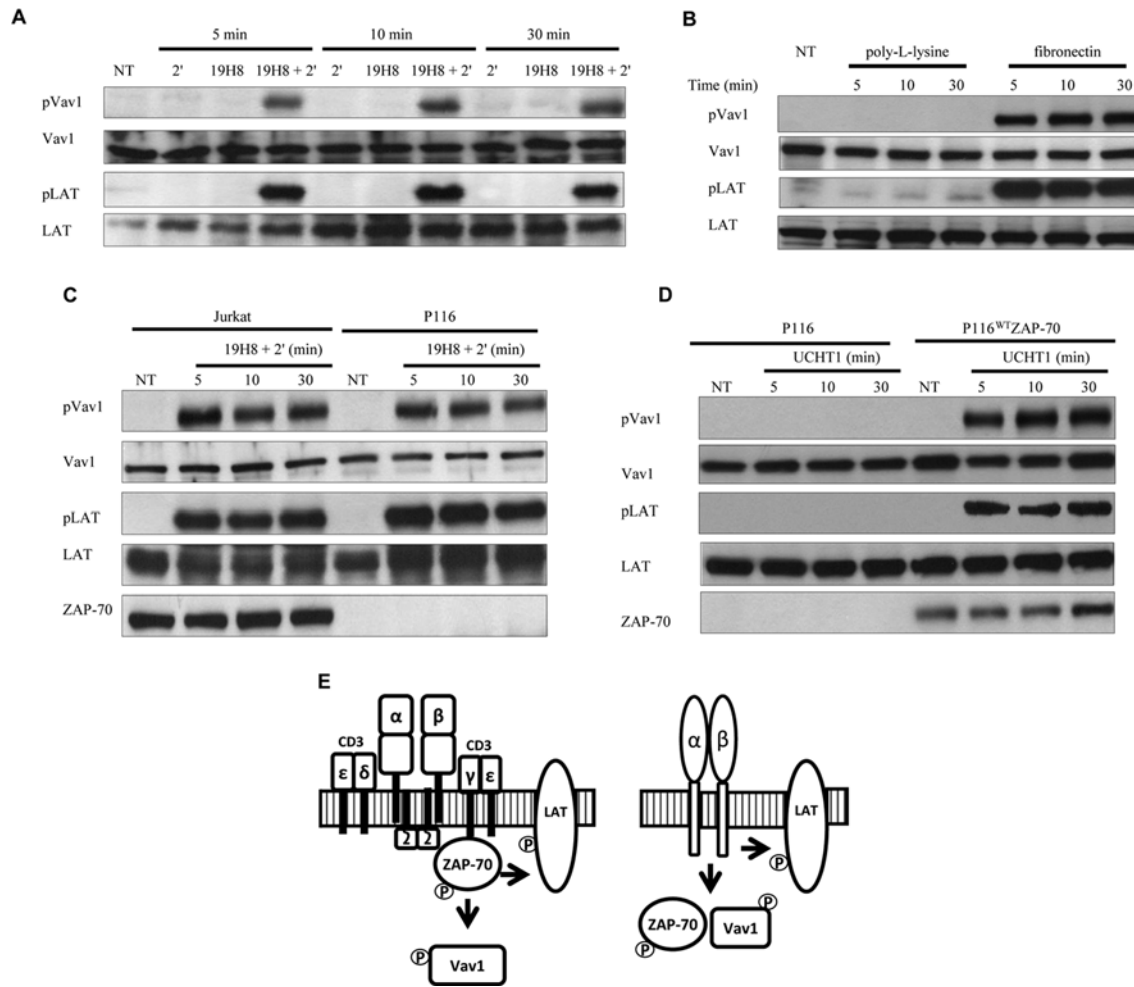 A
5 min 10 min 30 min
NT 2' 19H8 19H8 + 2' 2' 19H8 19H8 + 2' 2' 19H8 19H8 + 2'
pVav1
Vav1
pLAT
LAT
B
NT poly-L-lysine fibronectin
Time (min) 5 10 30 5 10 30
pVav1
Vav1
pLAT
LAT
C
Jurkat P116
19H8 + 2' (min) 19H8 + 2' (min)
NT 5 10 30 NT 5 10 30
pVav1
Vav1
pLAT
LAT
ZAP-70
D
P116 P116WTZAP-70
UCHT1 (min) UCHT1 (min)
NT 5 10 30 NT 5 10 30
pVav1
Vav1
pLAT
LAT
ZAP-70
E
α β
CD3 CD3
ε δ γ ε
LAT
P
ZAP-70
P
P Vav1
α β
LAT
P
P
ZAP-70 Vav1
P